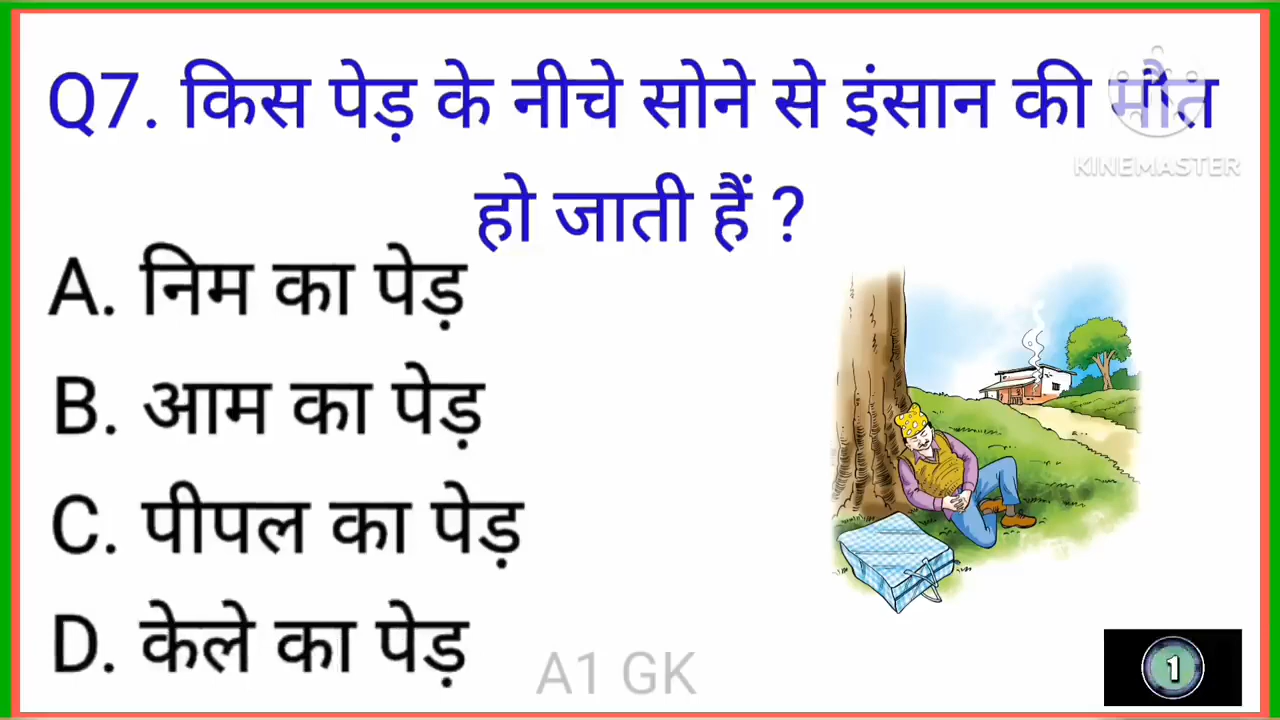 Q7. किस पेड़ के नीचे सोने से इंसान की मौत
KINEMASTER
हो जाती हैं ?
A. निम का पेड़
B. आम का पेड़
C. पीपल का पेड़
D. केले का पेड़
A1 GK
1